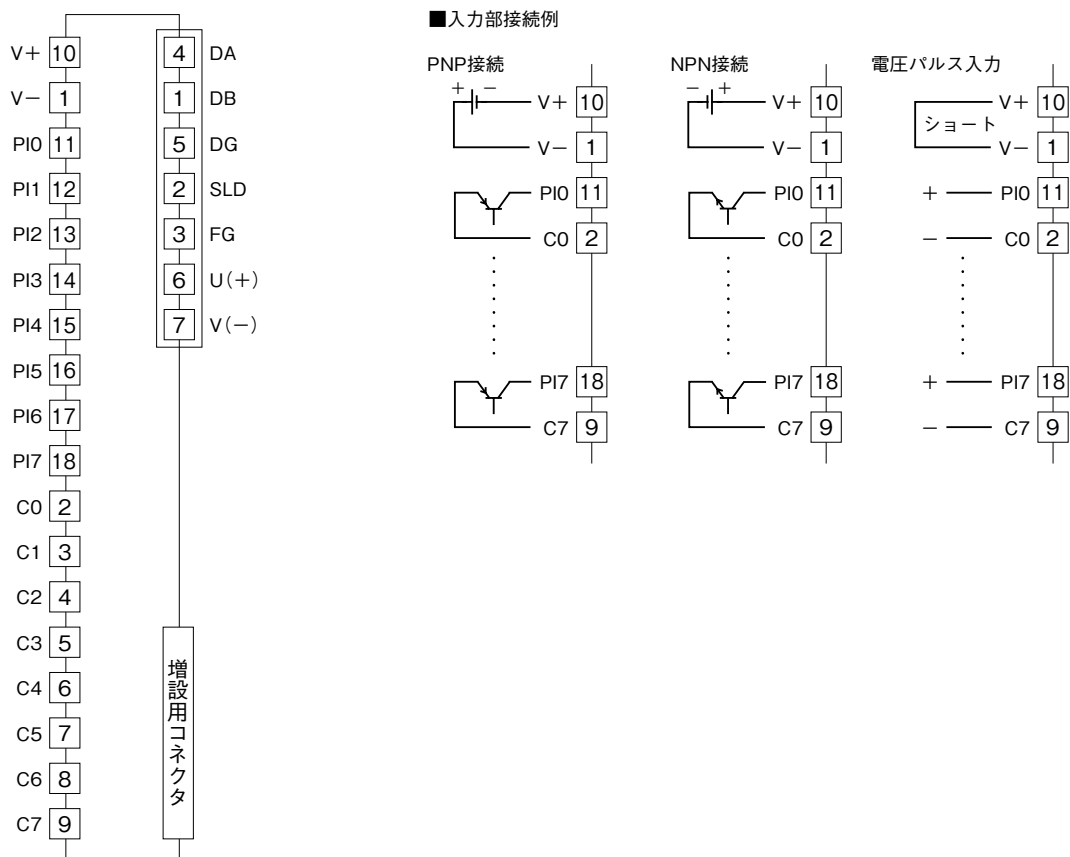 V+ 10
V− 1
PI0 11
PI1 12
PI2 13
PI3 14
PI4 15
PI5 16
PI6 17
PI7 18
C0 2
C1 3
C2 4
C3 5
C4 6
C5 7
C6 8
C7 9
4 DA
1 DB
5 DG
2 SLD
3 FG
6 U(+)
7 V(−)
増設用コネクタ
■入力部接続例
PNP接続
+ −
V+ 10
V− 1
PI0 11
C0 2
PI7 18
C7 9
NPN接続
− +
V+ 10
V− 1
PI0 11
C0 2
PI7 18
C7 9
電圧パルス入力
V+ 10
ショート
V− 1
+ PI0 11
− C0 2
+ PI7 18
− C7 9